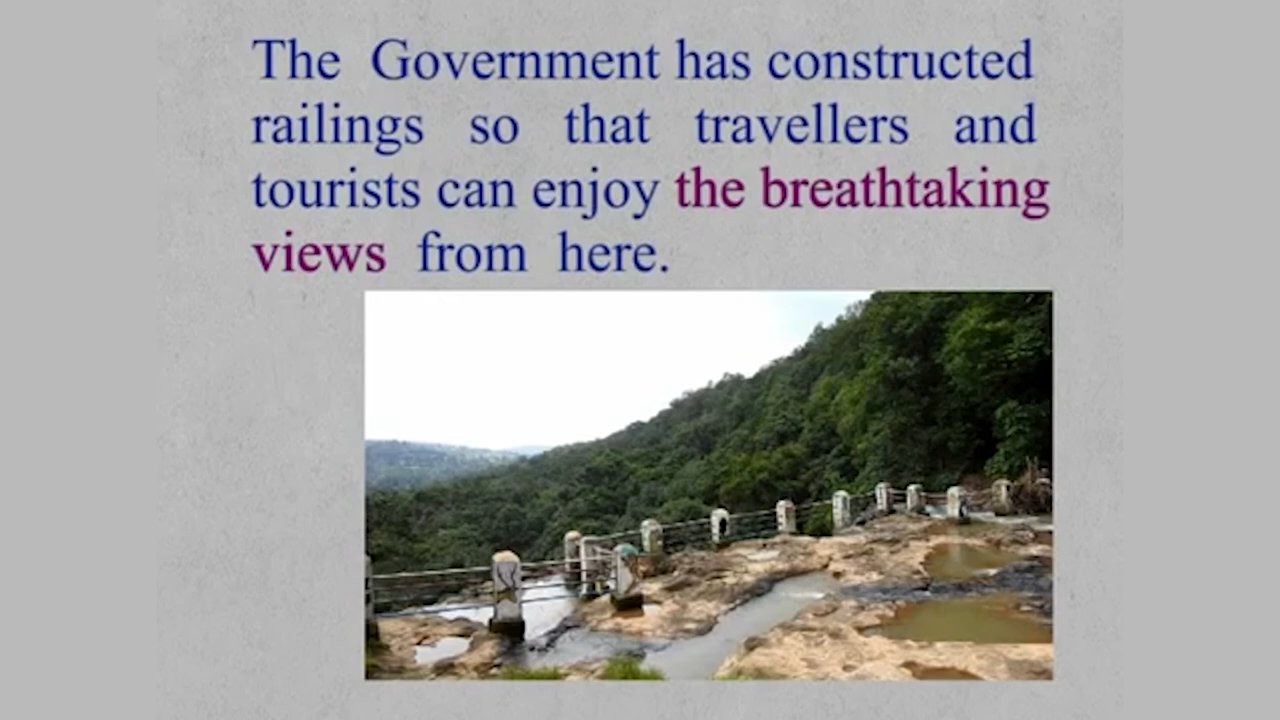 The Government has constructed
railings so that travellers and
tourists can enjoy the breathtaking
views from here.